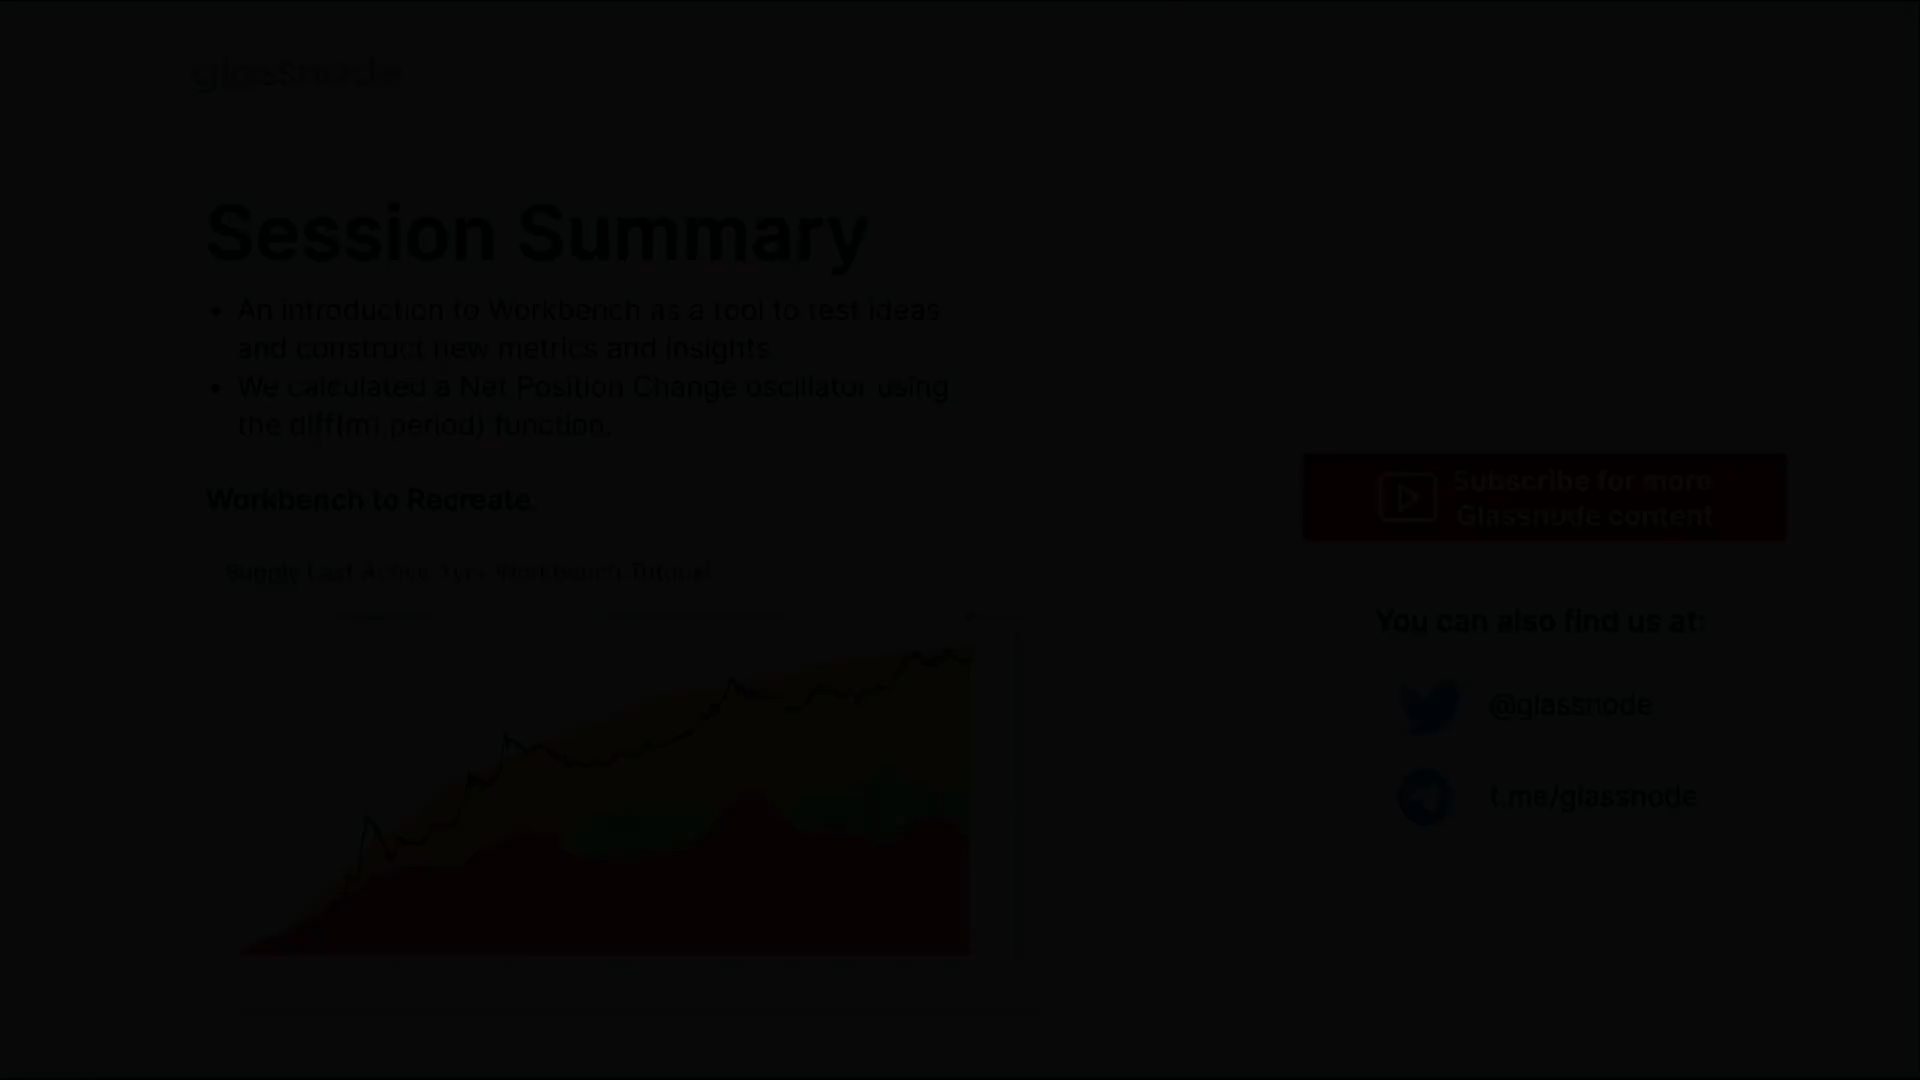 glassnode
Session Summary
• An introduction to Workbench as a tool to test ideas
and construct new metrics and insights.
• We calculated a Net Position Change oscillator using
the diff(m1,period) function.
Workbench to Recreate
Supply Last Active 1yr+ Workbench Tutorial
Subscribe for more
Glassnode content
You can also find us at:
@glassnode
t.me/glassnode